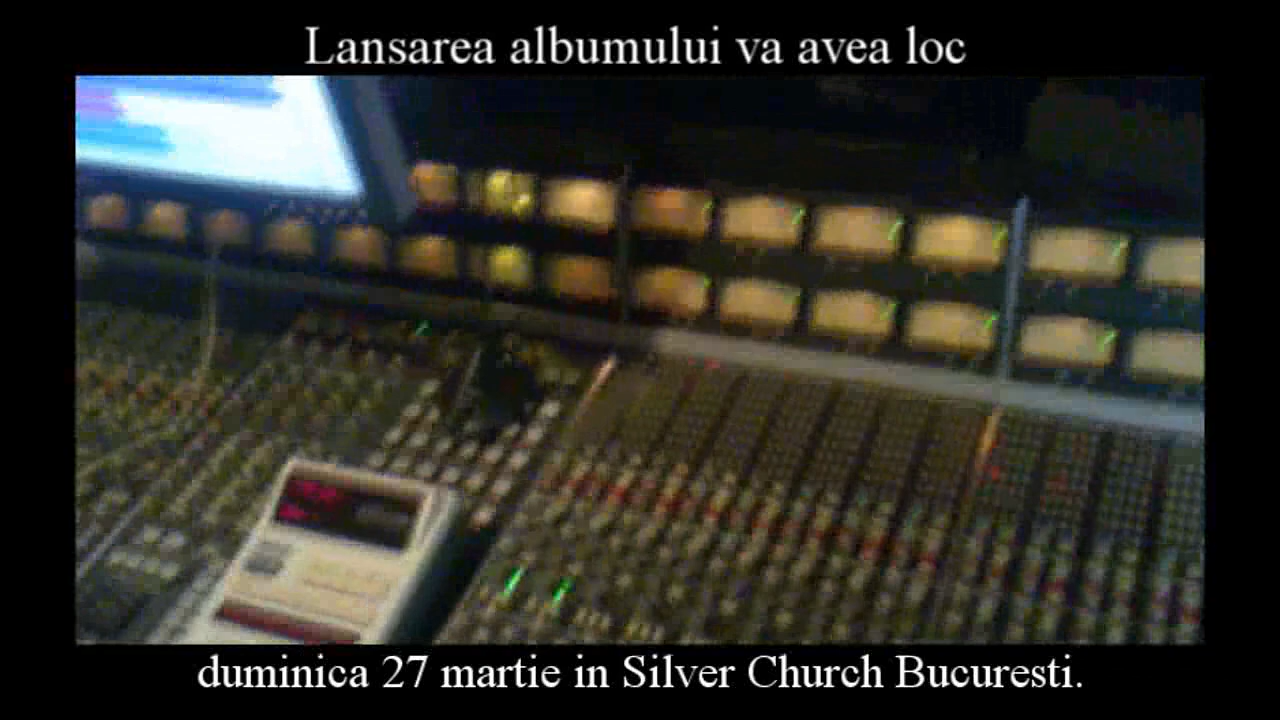 Lansarea albumului va avea loc
duminica 27 martie in Silver Church Bucuresti.